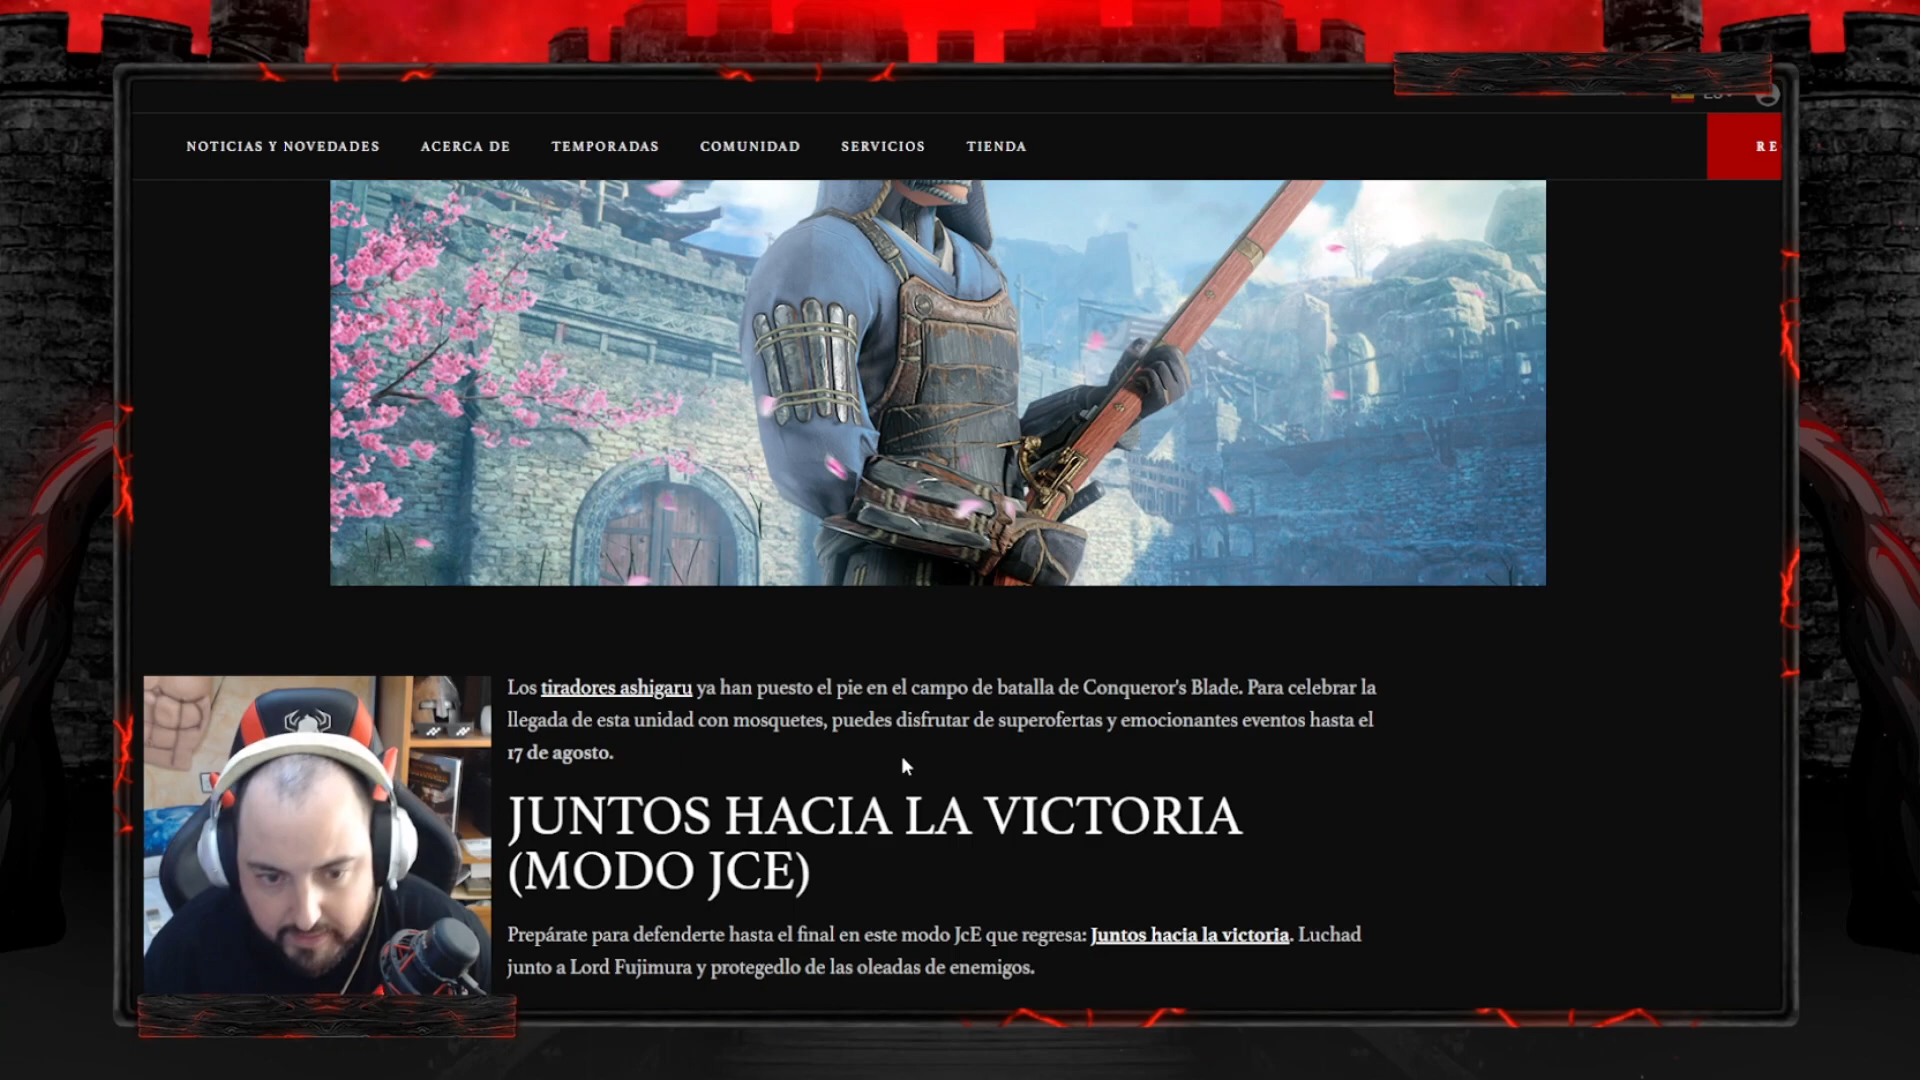 NOTICIAS Y NOVEDADES ACERCA DE TEMPORADAS COMUNIDAD SERVICIOS TIENDA RE
Los tiradores ashigaru ya han puesto el pie en el campo de batalla de Conqueror's Blade. Para celebrar la
llegada de esta unidad con mosquetes, puedes disfrutar de superofertas y emocionantes eventos hasta el
17 de agosto.
JUNTOS HACIA LA VICTORIA
(MODO JCE)
Prepárate para defenderte hasta el final en este modo JcE que regresa: Juntos hacia la victoria. Luchad
junto a Lord Fujimura y protegedlo de las oleadas de enemigos.